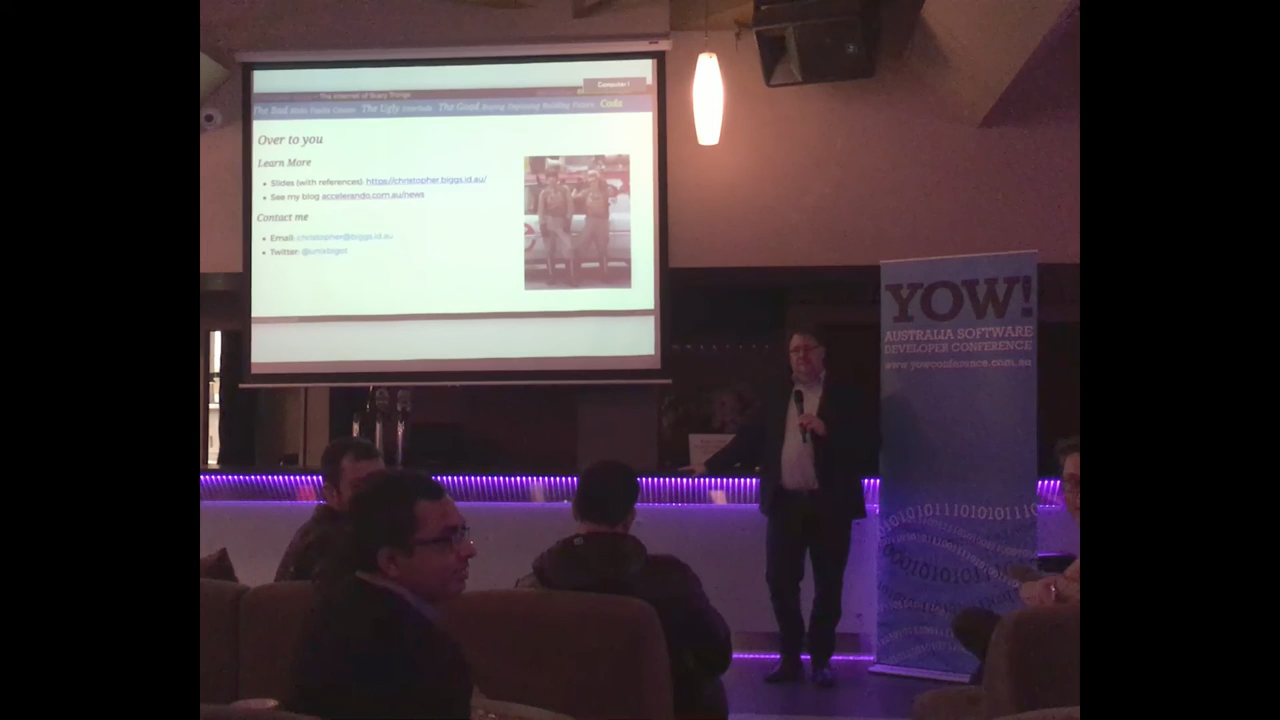 Computer 1
The Internet of Scary Things
The Bad The Ugly The Good Coda
Over to you
Learn More
Slides (with references): https://christopher.biggs.id.au/
See my blog accelerando.com.au/news
Contact me
Email: christopher@biggs.id.au
Twitter: @unixbigot
YOW!
AUSTRALIA SOFTWARE
DEVELOPER CONFERENCE
www.yowconference.com.au